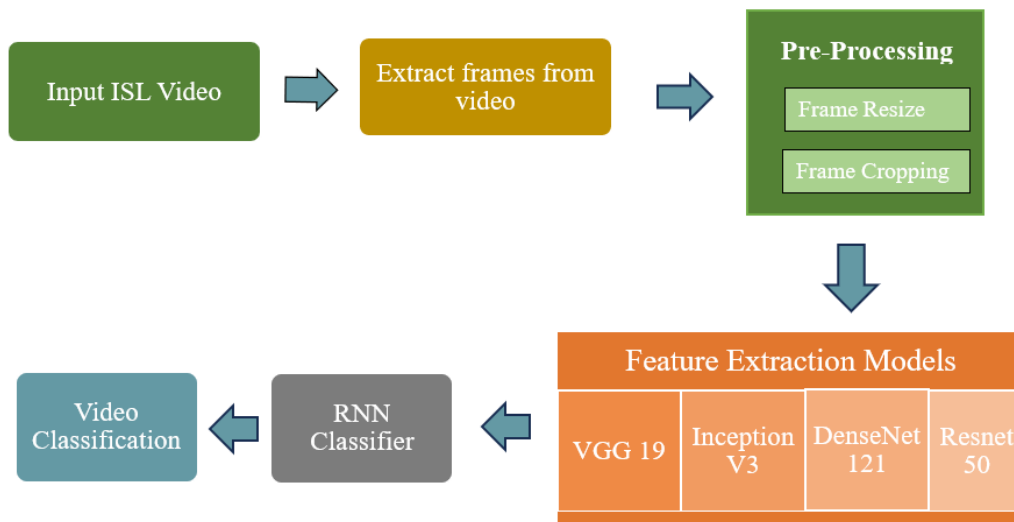 Input ISL Video
Extract frames from
video
Pre-Processing
Frame Resize
Frame Cropping
Feature Extraction Models
VGG 19
Inception
V3
DenseNet
121
Resnet
50
RNN
Classifier
Video
Classification